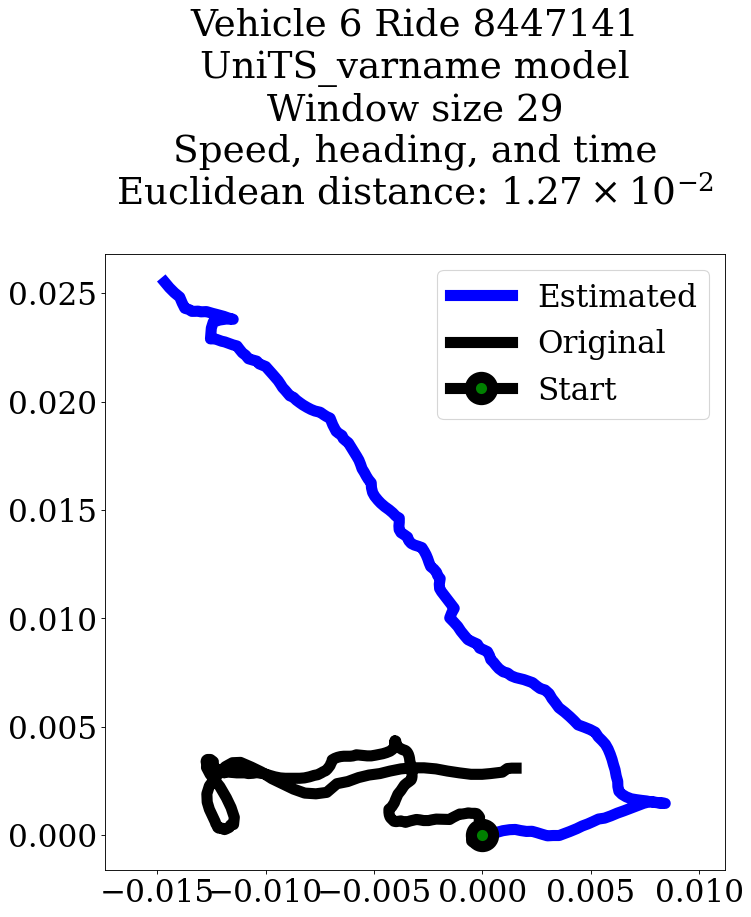 Vehicle 6 Ride 8447141
UniTS_varname model
Window size 29
Speed, heading, and time
Euclidean distance: 1.27 × 10⁻²
Estimated
Original
Start
0.025
0.020
0.015
0.010
0.005
0.000
−0.015 −0.010 −0.005 0.000 0.005 0.010